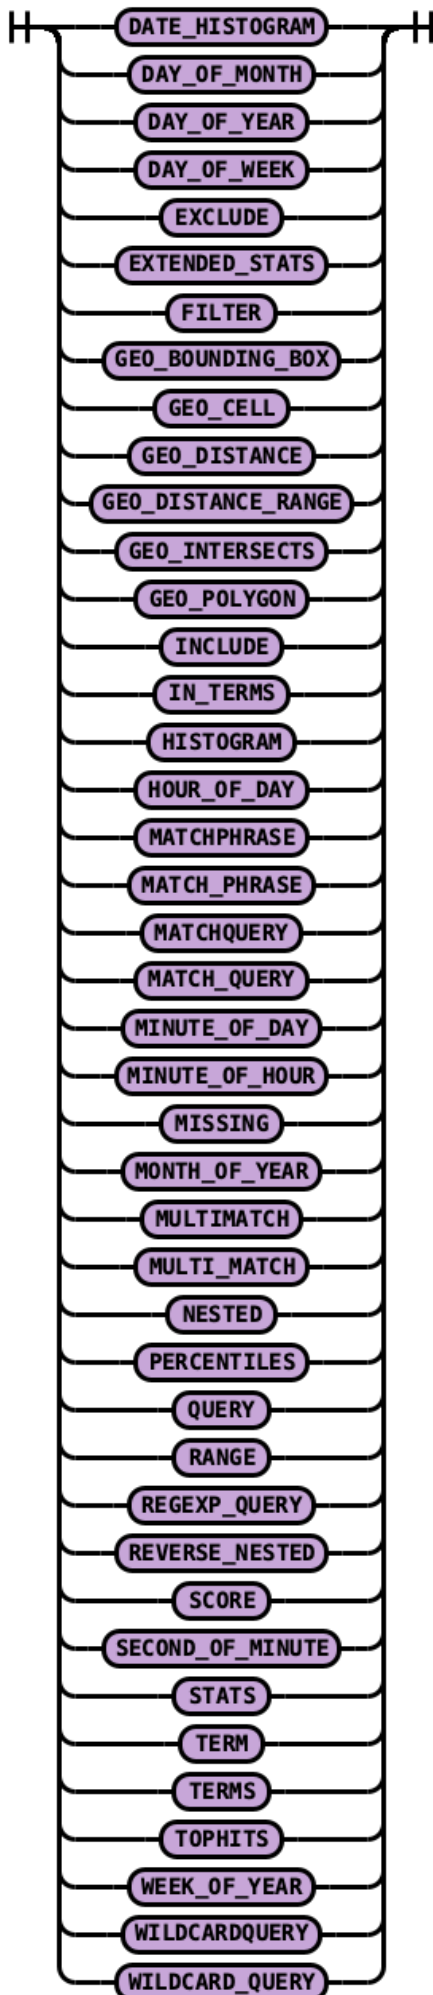 DATE_HISTOGRAM
DAY_OF_MONTH
DAY_OF_YEAR
DAY_OF_WEEK
EXCLUDE
EXTENDED_STATS
FILTER
GEO_BOUNDING_BOX
GEO_CELL
GEO_DISTANCE
GEO_DISTANCE_RANGE
GEO_INTERSECTS
GEO_POLYGON
INCLUDE
IN_TERMS
HISTOGRAM
HOUR_OF_DAY
MATCHPHRASE
MATCH_PHRASE
MATCHQUERY
MATCH_QUERY
MINUTE_OF_DAY
MINUTE_OF_HOUR
MISSING
MONTH_OF_YEAR
MULTIMATCH
MULTI_MATCH
NESTED
PERCENTILES
QUERY
RANGE
REGEXP_QUERY
REVERSE_NESTED
SCORE
SECOND_OF_MINUTE
STATS
TERM
TERMS
TOPHITS
WEEK_OF_YEAR
WILDCARDQUERY
WILDCARD_QUERY